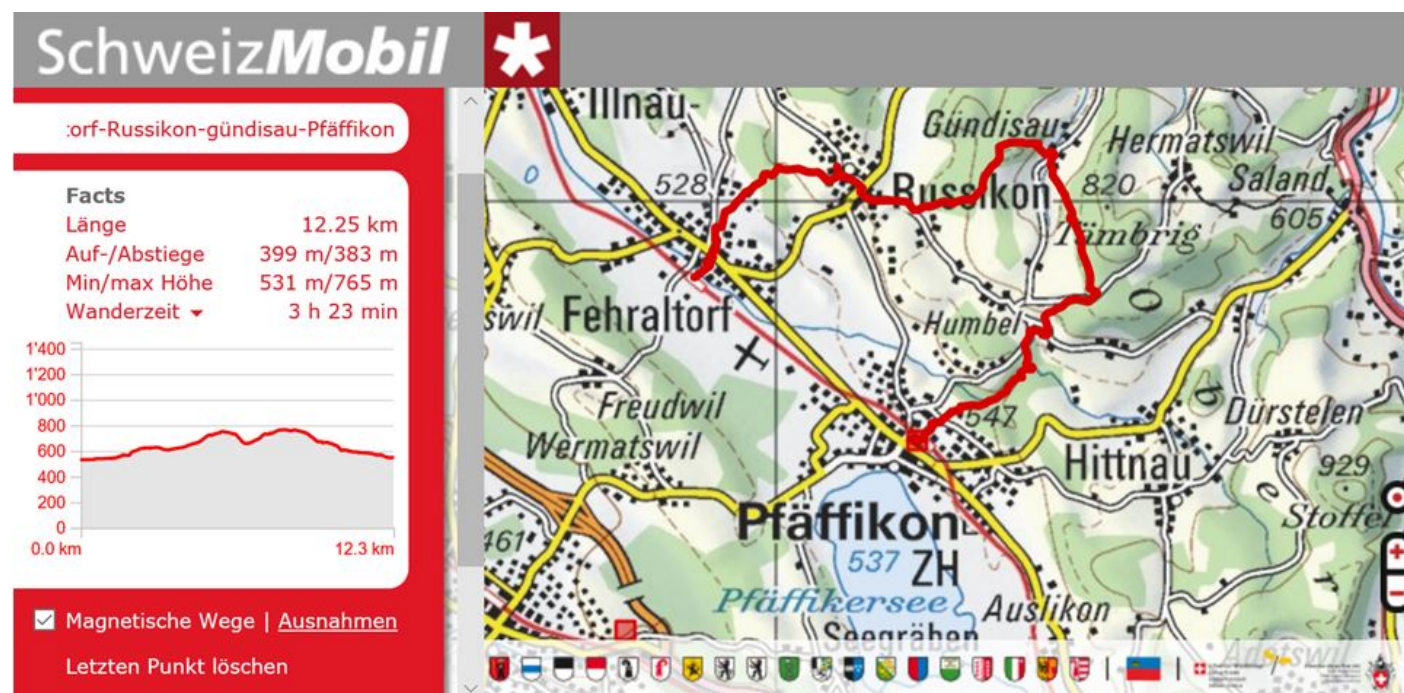 SchweizMobil
:orf-Russikon-gündisau-Pfäffikon
Facts
Länge 12.25 km
Auf-/Abstiege 399 m/383 m
Min/max Höhe 531 m/765 m
Wanderzeit 3 h 23 min
1'400
1'200
1'000
800
600
400
200
0
0.0 km 12.3 km
Magnetische Wege | Ausnahmen
Letzten Punkt löschen
Illnau-
Gündisau
Hermatswil
528
Russikon
820
Saland
605
Tämbrig
swil
Fehraltorf
Humbel
O
Freudwil
547
b
Dürstelen
Wermatswil
Hittnau
929
e
Stoffel
Pfäffikon
461
537
ZH
r
Pfäffikersee
Auslikon
Seegräben